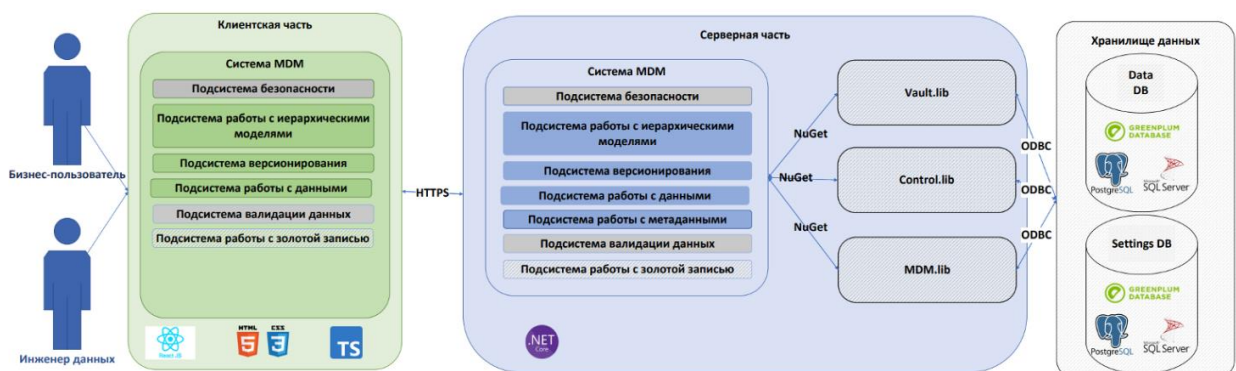 Бизнес-пользователь
Инженер данных
Клиентская часть
Система MDM
Подсистема безопасности
Подсистема работы с иерархическими
моделями
Подсистема версионирования
Подсистема работы с данными
Подсистема валидации данных
Подсистема работы с золотой записью
React JS
HTML
5
CSS
3
TS
HTTPS
Серверная часть
Система MDM
Подсистема безопасности
Подсистема работы с иерархическими
моделями
Подсистема версионирования
Подсистема работы с данными
Подсистема работы с метаданными
Подсистема валидации данных
Подсистема работы с золотой записью
.NET
Core
NuGet
NuGet
NuGet
Vault.lib
Control.lib
MDM.lib
ODBC
ODBC
ODBC
Хранилище данных
Data
DB
GREENPLUM
DATABASE
PostgreSQL
Microsoft
SQL Server
Settings DB
GREENPLUM
DATABASE
PostgreSQL
Microsoft
SQL Server